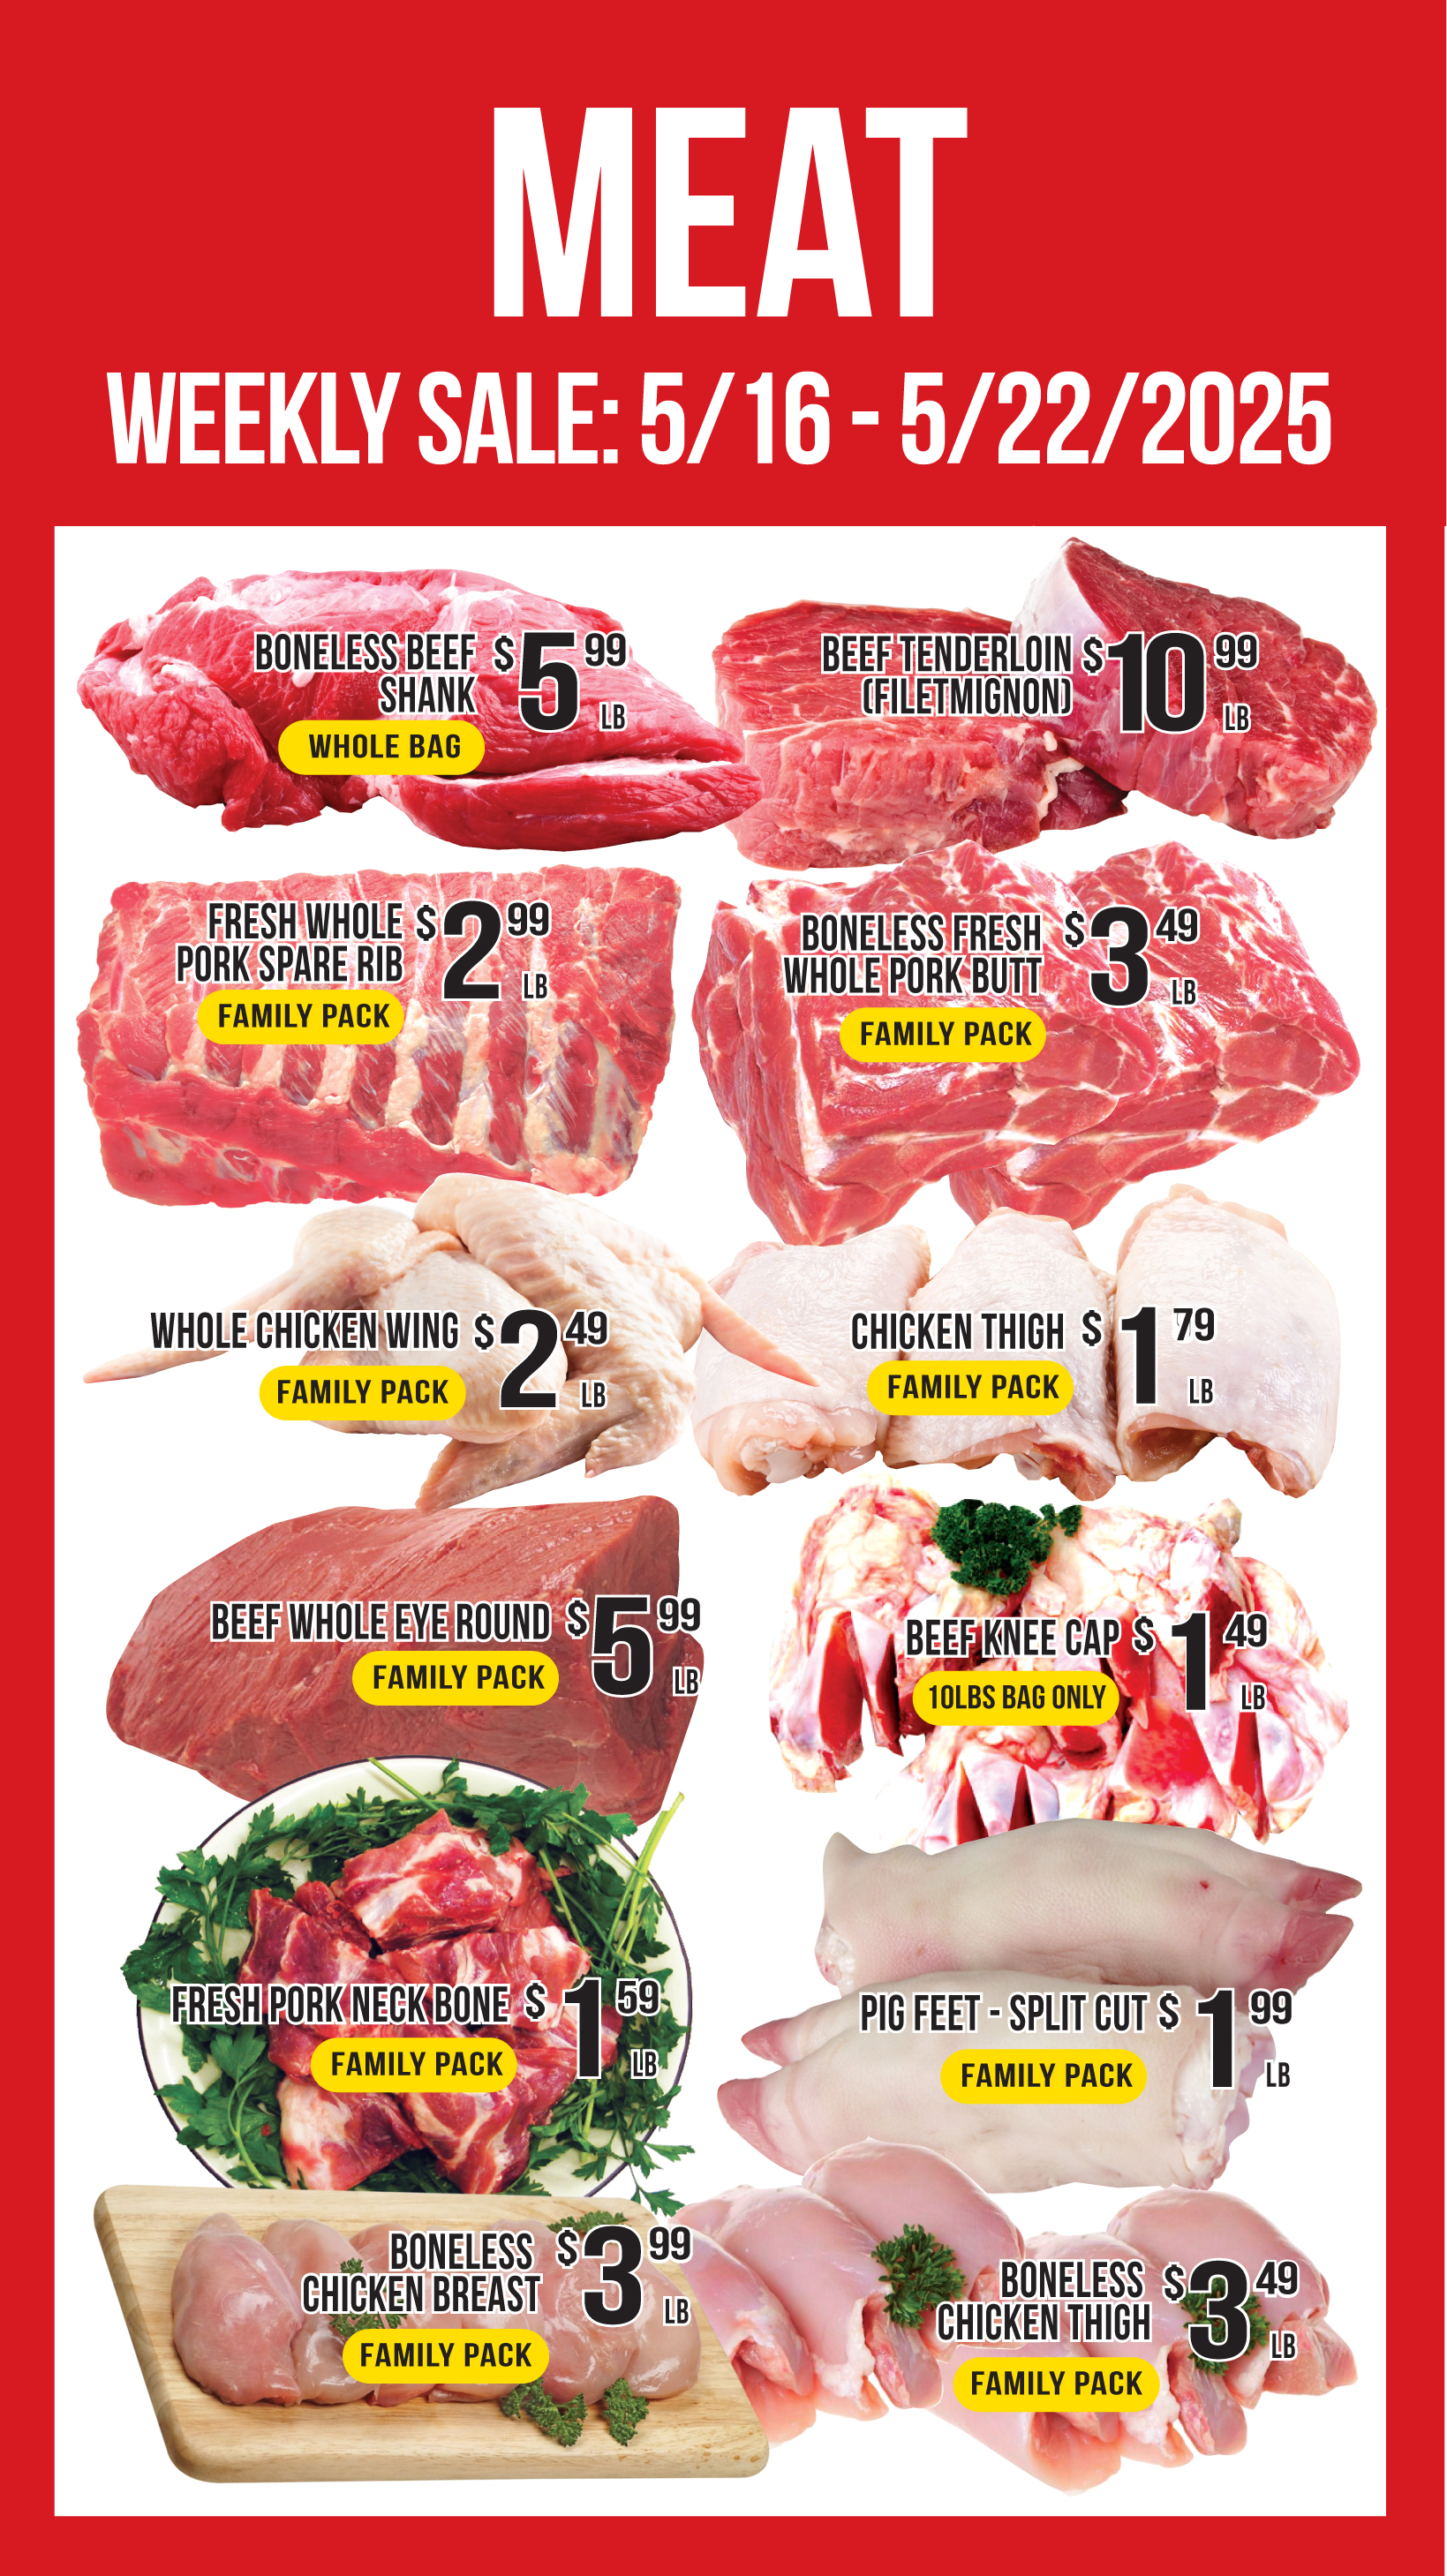 MEAT
WEEKLY SALE: 5/16 - 5/22/2025
BONELESS BEEF
SHANK
$5 99 LB
WHOLE BAG
BEEF TENDERLOIN
(FILETMIGNON)
$10 99 LB
FRESH WHOLE
PORK SPARE RIB
$2 99 LB
FAMILY PACK
BONELESS FRESH
WHOLE PORK BUTT
$3 49 LB
FAMILY PACK
WHOLE CHICKEN WING $2 49 LB
FAMILY PACK
CHICKEN THIGH $1 79 LB
FAMILY PACK
BEEF WHOLE EYE ROUND $5 99 LB
FAMILY PACK
BEEF KNEE CAP $1 49 LB
10LBS BAG ONLY
FRESH PORK NECK BONE $1 59 LB
FAMILY PACK
PIG FEET - SPLIT CUT $1 99 LB
FAMILY PACK
BONELESS
CHICKEN BREAST
$3 99 LB
FAMILY PACK
BONELESS
CHICKEN THIGH
$3 49 LB
FAMILY PACK